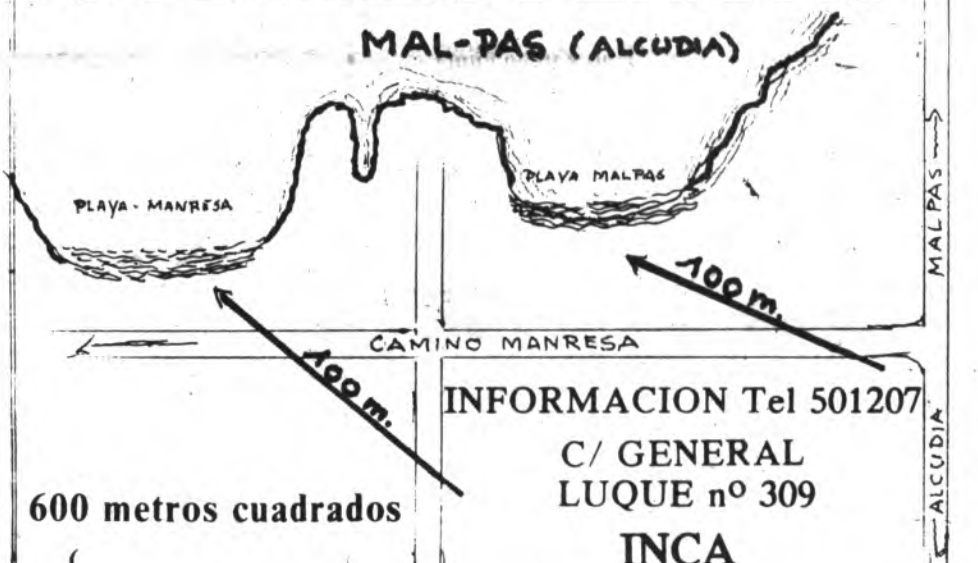 MAL-PAS (ALCUDIA)
PLAYA MALPAS
PLAYA-MANRESA
MALPAS
100 m.
CAMINO MANRESA
100 m.
INFORMACION Tel 501207
C/ GENERAL
LUQUE nº 309
INCA
600 metros cuadrados
ALCUDIA